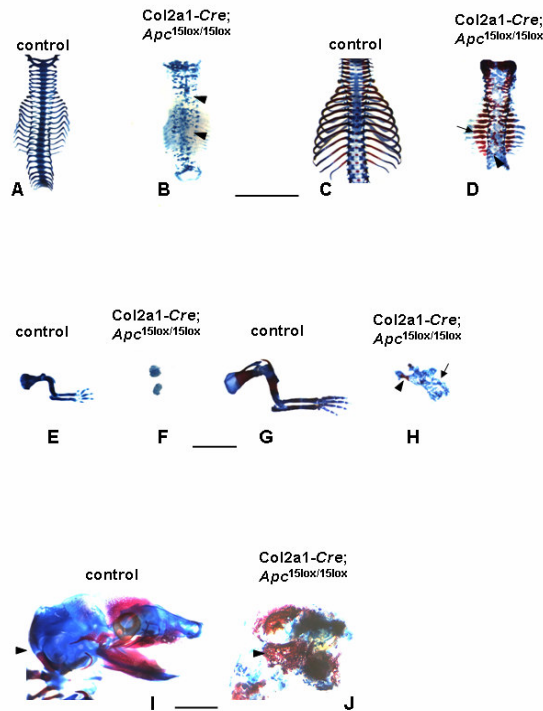 control
Col2a1-Cre;
Apc15lox/15lox
control
Col2a1-Cre;
Apc15lox/15lox
A
B
C
D
control
Col2a1-Cre;
Apc15lox/15lox
control
Col2a1-Cre;
Apc15lox/15lox
E
F
G
H
control
Col2a1-Cre;
Apc15lox/15lox
I
J